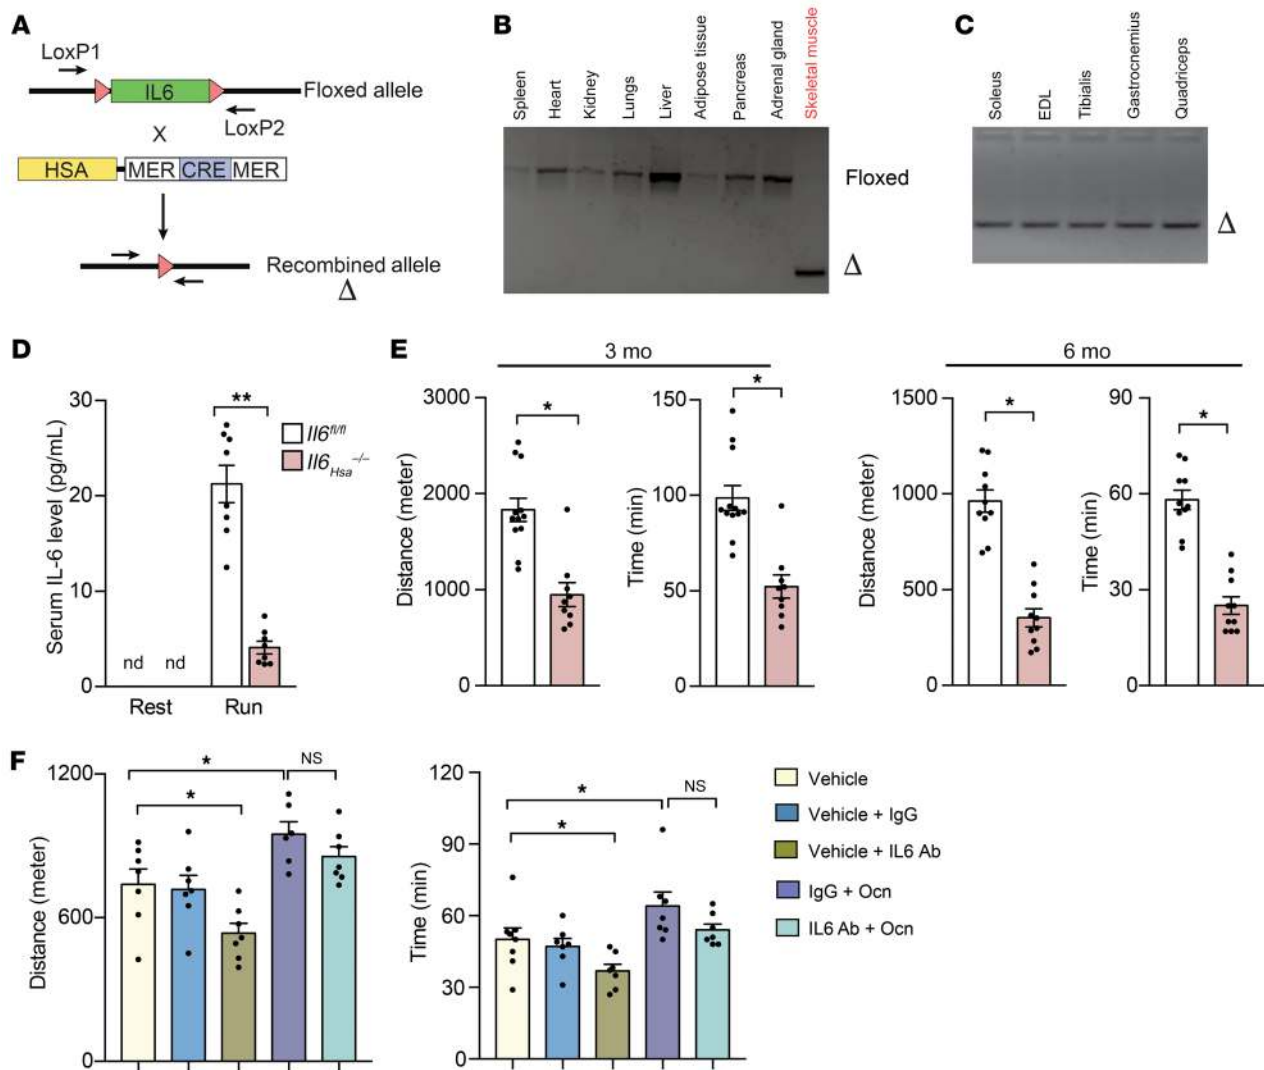 A
LoxP1
IL6
Floxed allele
LoxP2
X
HSA
MER
CRE
MER
Recombined allele
Δ
B
Spleen
Heart
Kidney
Lungs
Liver
Adipose tissue
Pancreas
Adrenal gland
Skeletal muscle
Floxed
Δ
C
Soleus
EDL
Tibialis
Gastrocnemius
Quadriceps
Δ
D
Serum IL-6 level (pg/mL)
30
20
10
0
**
nd
nd
Rest
Run
Il6fl/fl
Il6Hsa−/−
E
3 mo
Distance (meter)
3000
2000
1000
0
*
Time (min)
150
100
50
0
*
6 mo
Distance (meter)
1500
1000
500
0
*
Time (min)
90
60
30
0
*
F
Distance (meter)
1200
600
0
*
*
NS
Time (min)
120
90
60
30
0
*
*
NS
Vehicle
Vehicle + IgG
Vehicle + IL6 Ab
IgG + Ocn
IL6 Ab + Ocn